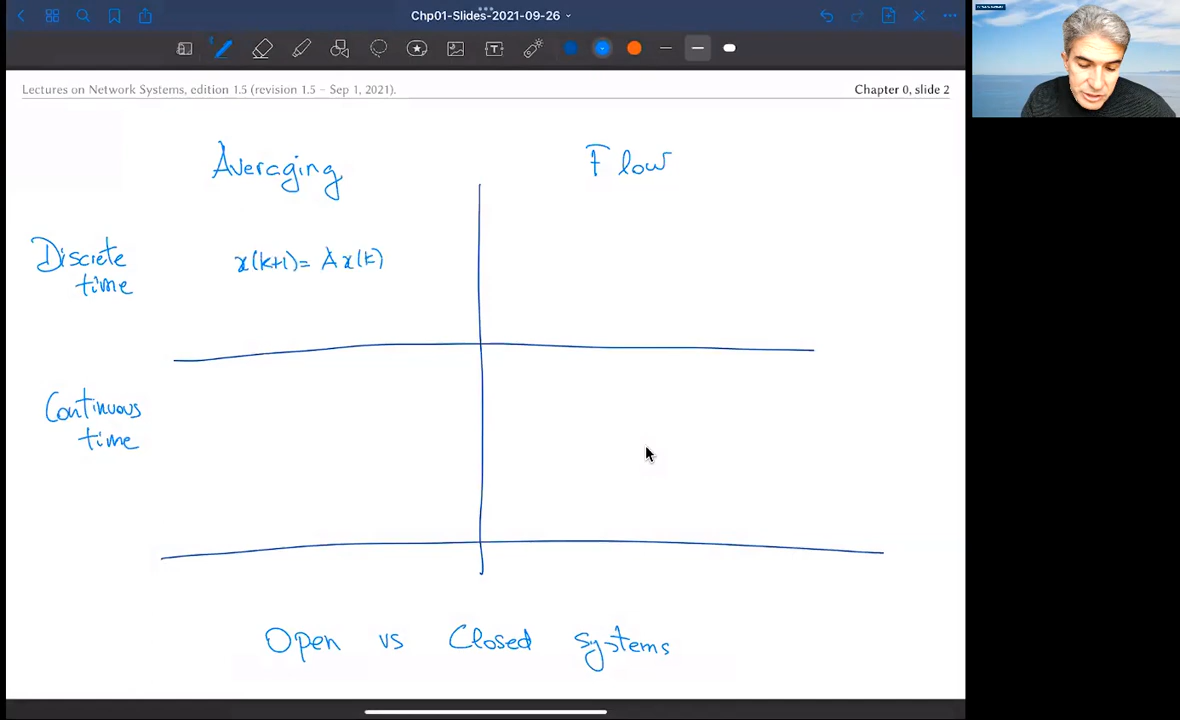 Chp01-Slides-2021-09-26
Lectures on Network Systems, edition 1.5 (revision 1.5 – Sep 1, 2021).
Chapter 0, slide 2
Averaging
Flow
Discrete
time
x(k+1)= A x(k)
Continuous
time
Open vs Closed systems